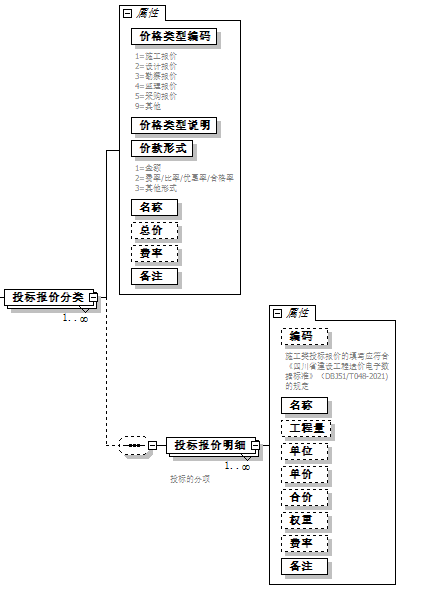 属性
价格类型编码
1=施工报价
2=设计报价
3=勘察报价
4=监理报价
5=采购报价
9=其他
价格类型说明
价款形式
1=金额
2=费率/比率/优惠率/合格率
3=其他形式
名称
总价
费率
备注
投标报价分类
1..∞
属性
编码
施工类投标报价的填写应符合
《四川省建设工程造价电子数
据标准》（DBJ51/T048-2021)
的规定
名称
工程量
单位
单价
合价
权重
费率
备注
投标报价明细
1..∞
投标的分项